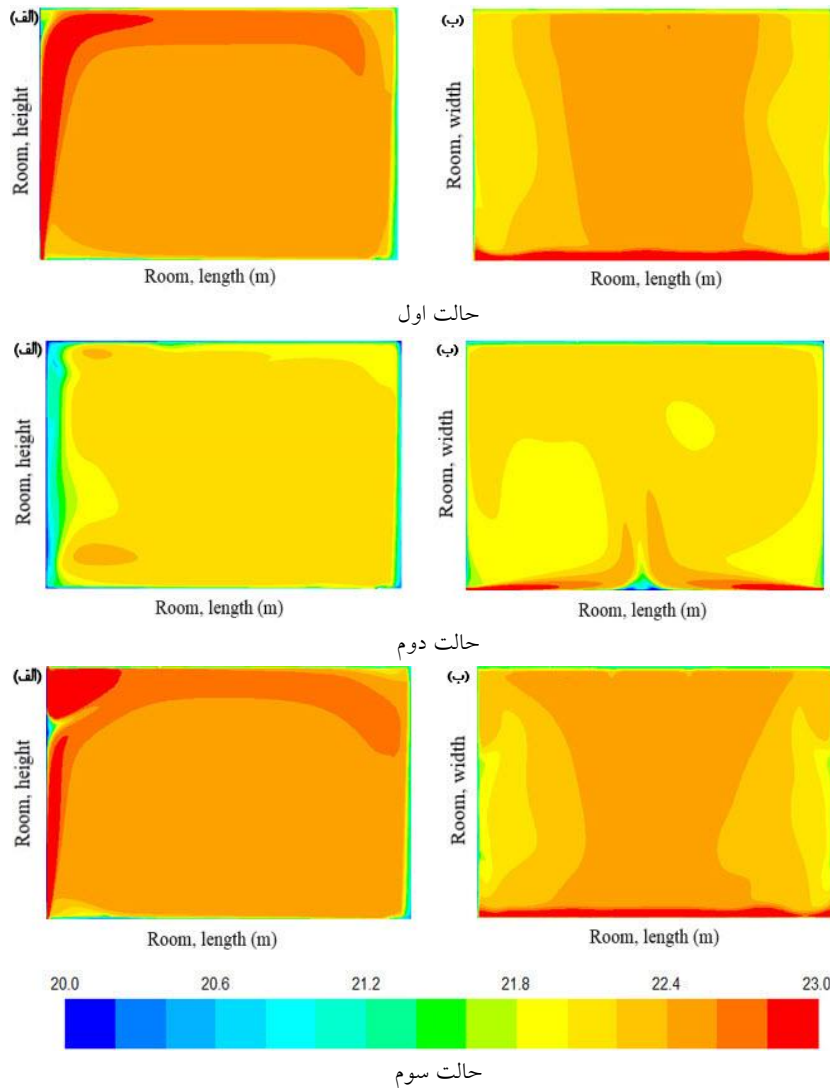 (الف)
(ب)
Room, height
Room, width
Room, length (m)
Room, length (m)
حالت اول
(الف)
(ب)
Room, height
Room, width
Room, length (m)
Room, length (m)
حالت دوم
(الف)
(ب)
Room, height
Room, width
Room, length (m)
Room, length (m)
20.0 20.6 21.2 21.8 22.4 23.0
حالت سوم